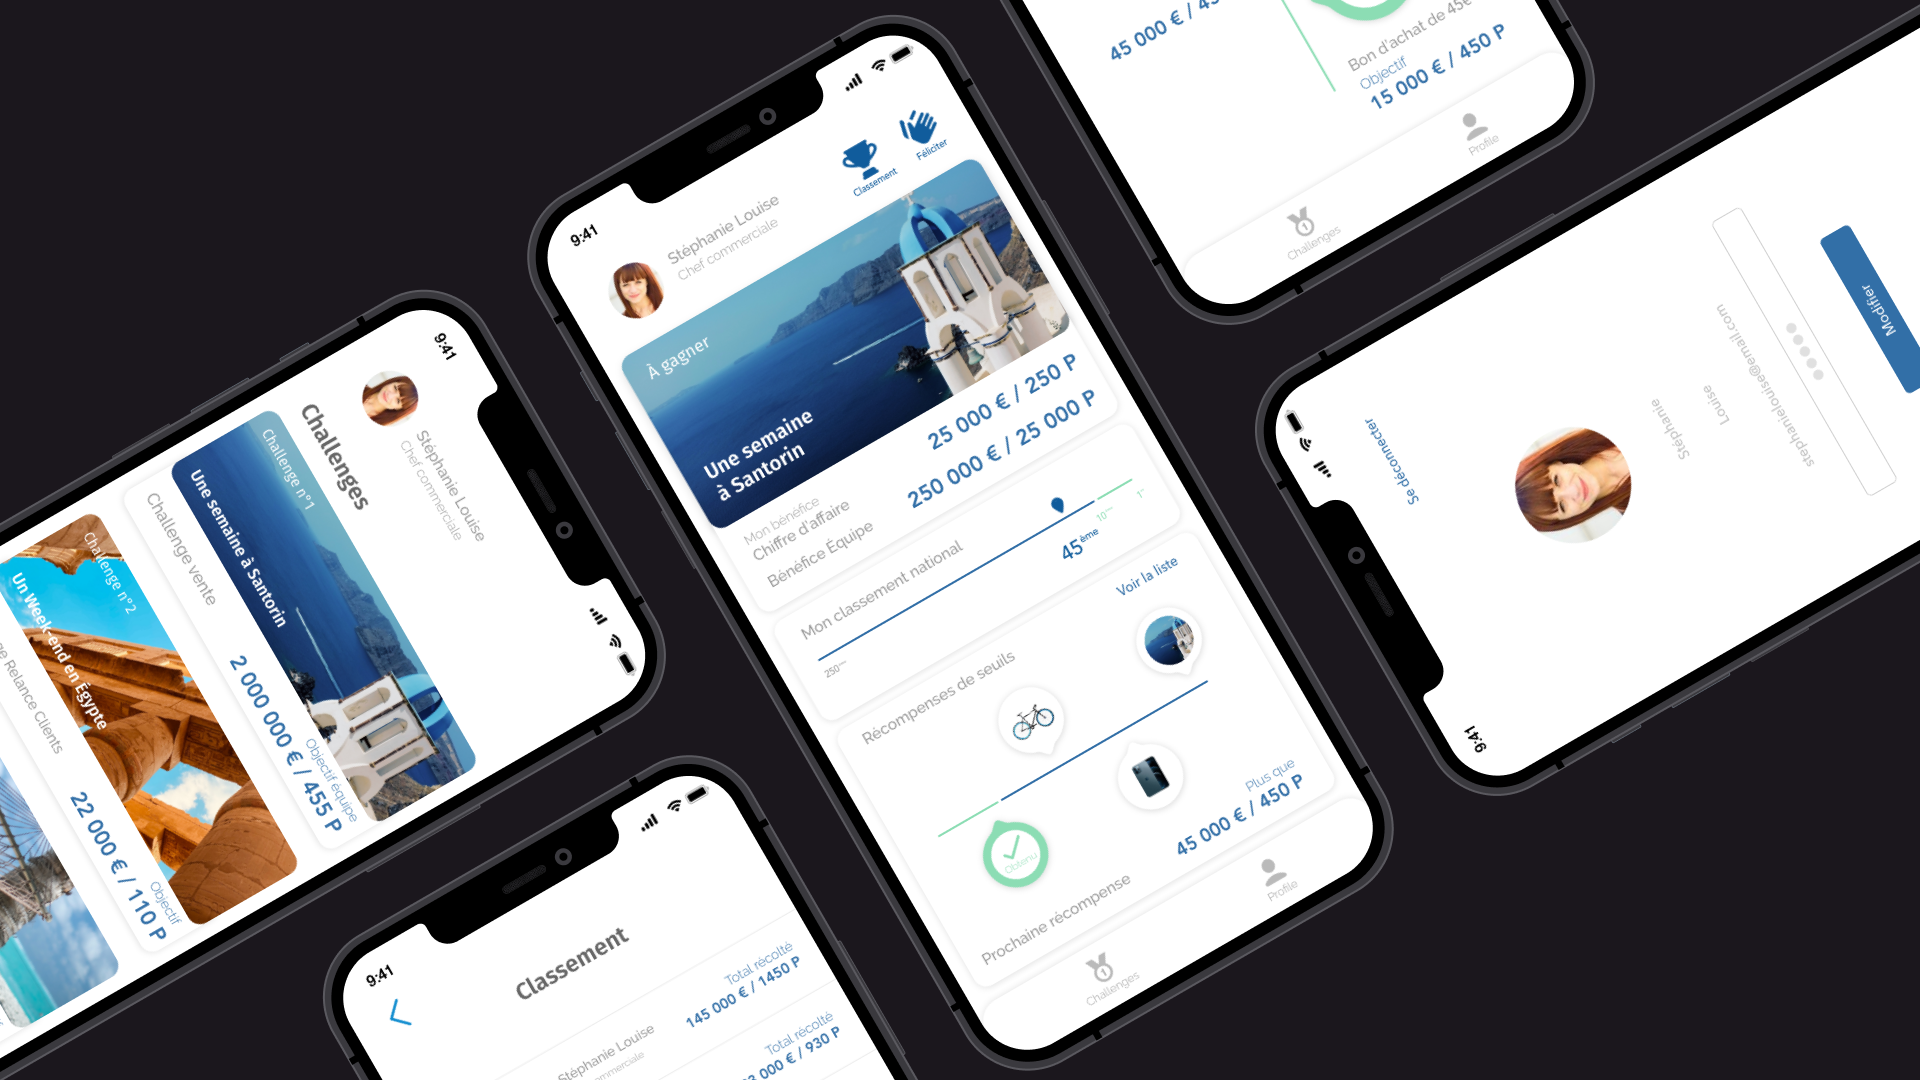 9:41
Stéphanie Louise
Chef commerciale
Classement
Féliciter
À gagner
Une semaine
à Santorin
Mon bénéfice
Chiffre d'affaire
25 000 € / 250 P
Bénéfice Équipe
250 000 € / 25 000 P
Mon classement national
250
45ème
10
1
Récompenses de seuils
Voir la liste
Obtenu
Prochaine récompense
Plus que
45 000 € / 450 P
Challenges
Profile
9:41
Stéphanie Louise
Chef commerciale
Challenges
Challenge n°1
Une semaine à Santorin
Challenge vente
Objectif équipe
2 000 000 € / 455 P
Challenge n°2
Un Week-end en Égypte
Relance Clients
Objectif
22 000 € / 110 P
9:41
Classement
Stéphanie Louise
Total récolté
145 000 € / 1450 P
Total récolté
000 € / 930 P
45 000 € /
Bon d'achat de 45€
Objectif
15 000 € / 450 P
Challenges
Profile
9:41
Se déconnecter
Stéphanie
Louise
stephanielouise@email.com
Modifier